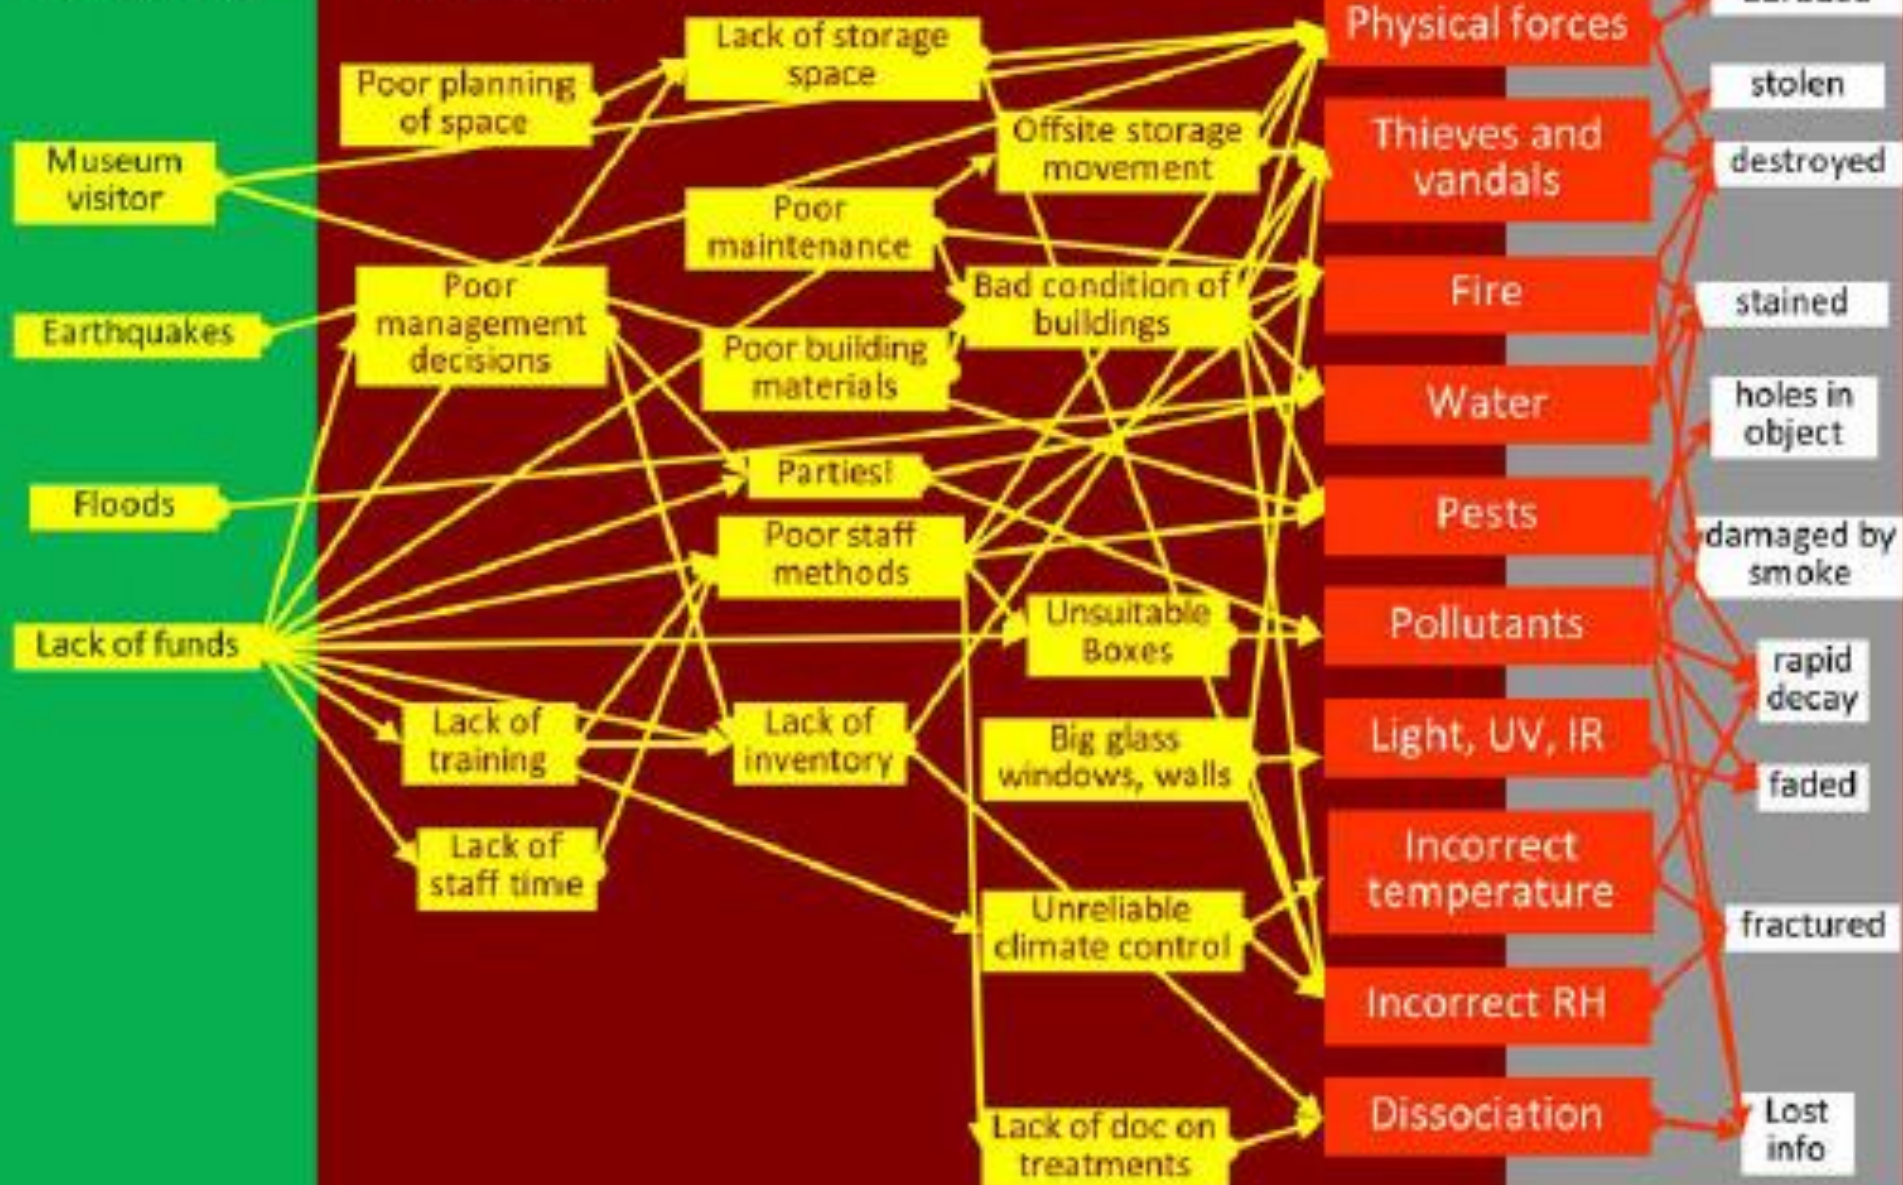 Museum
visitor
Earthquakes
Floods
Lack of funds
Poor planning
of space
Poor
management
decisions
Lack of
training
Lack of
staff time
Lack of storage
space
Poor
maintenance
Poor building
materials
Parties!
Poor staff
methods
Lack of
inventory
Offsite storage
movement
Bad condition of
buildings
Unsuitable
Boxes
Big glass
windows, walls
Unreliable
climate control
Lack of doc on
treatments
Physical forces
Thieves and
vandals
Fire
Water
Pests
Pollutants
Light, UV, IR
Incorrect
temperature
Incorrect RH
Dissociation
stolen
destroyed
stained
holes in
object
damaged by
smoke
rapid
decay
faded
fractured
Lost
info